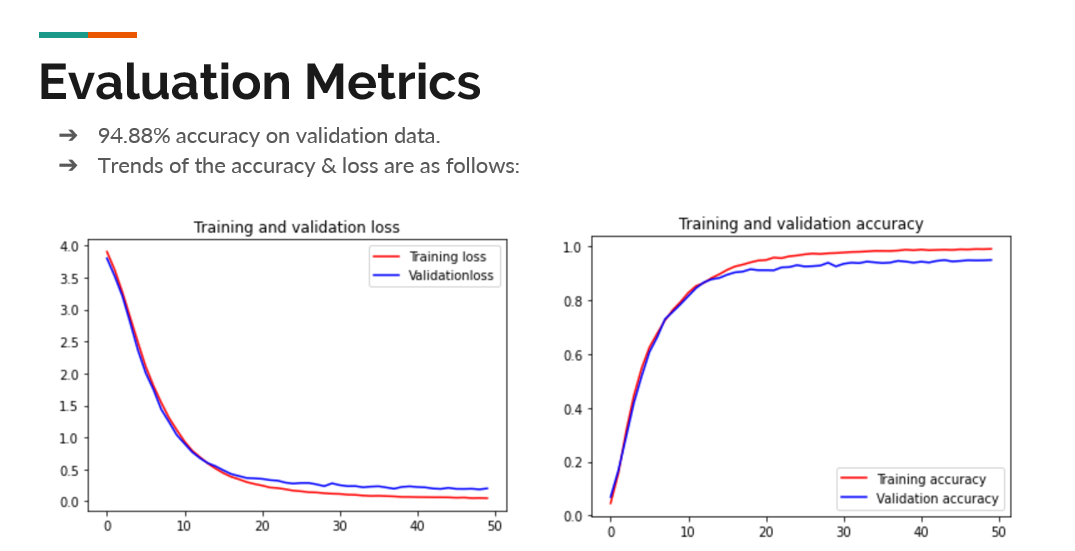 Evaluation Metrics
➔ 94.88% accuracy on validation data.
➔ Trends of the accuracy & loss are as follows:
Training and validation loss
4.0
3.5
3.0
2.5
2.0
1.5
1.0
0.5
0.0
Training loss
Validationloss
0 10 20 30 40 50
Training and validation accuracy
1.0
0.8
0.6
0.4
0.2
0.0
Training accuracy
Validation accuracy
0 10 20 30 40 50